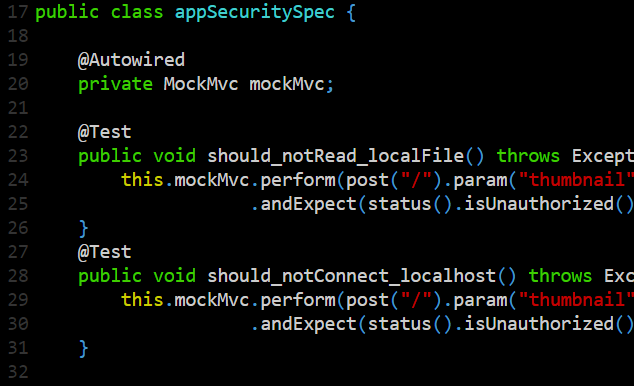 17 public class appSecuritySpec {
18
19 @Autowired
20 private MockMvc mockMvc;
21
22 @Test
23 public void should_notRead_localFile() throws Except
24 this.mockMvc.perform(post("/").param("thumbnail"
25 .andExpect(status().isUnauthorized()
26 }
27 @Test
28 public void should_notConnect_localhost() throws Exc
29 this.mockMvc.perform(post("/").param("thumbnail"
30 .andExpect(status().isUnauthorized()
31 }
32